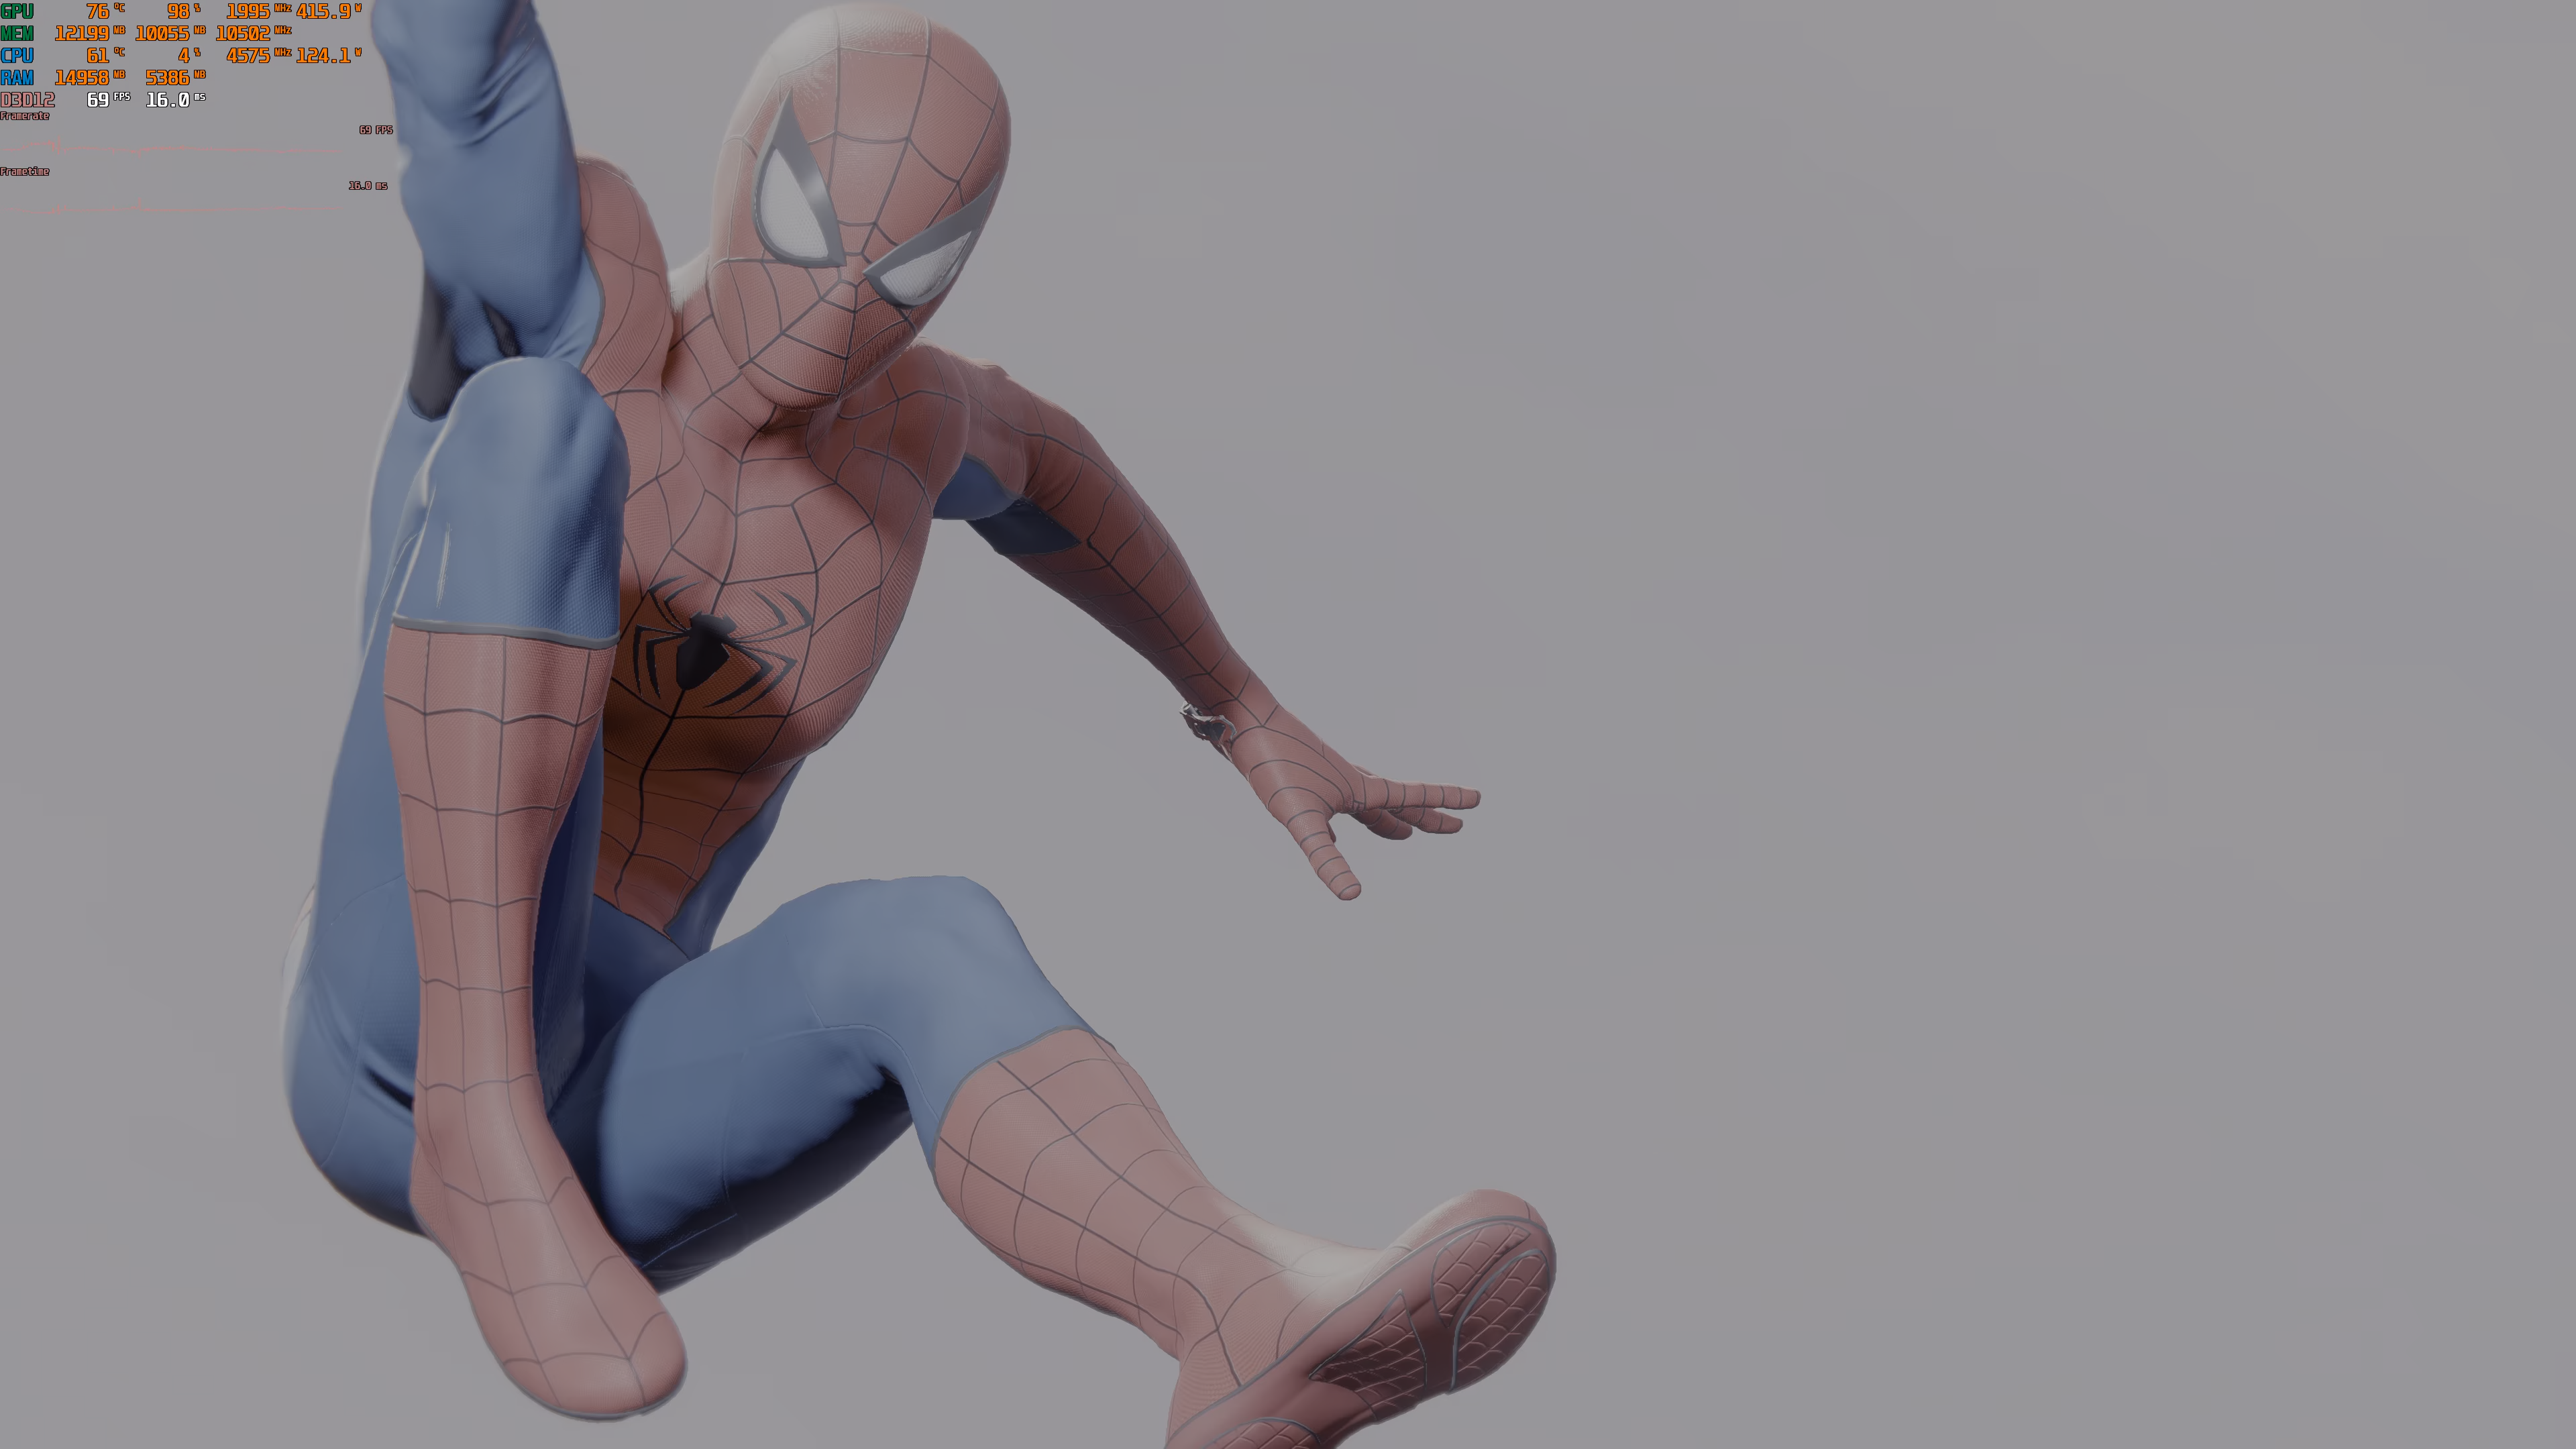 GPU 76 °C 98 % 1995 MHz 415.9 W
MEM 12199 MB 10055 MB 10502 MHz
CPU 61 °C 4 % 4575 MHz 124.1 W
RAM 14958 MB 5386 MB
D3D12 69 FPS 16.0 ms
Framerate
69 FPS
Frametime
16.0 ms